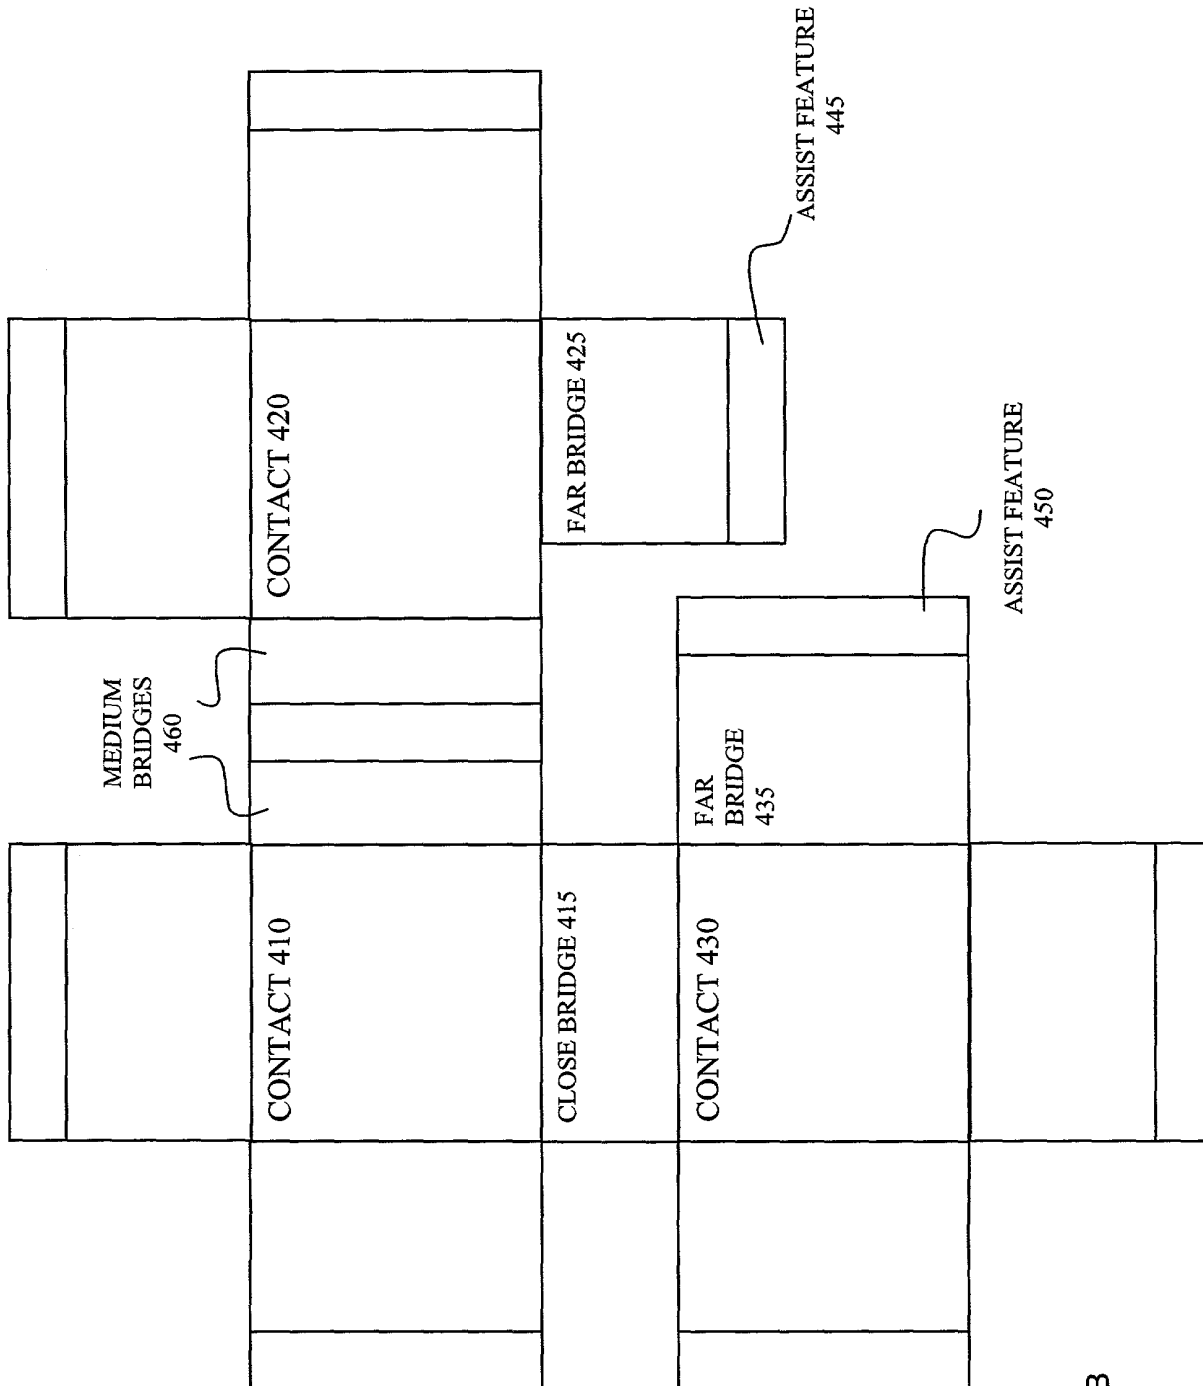 MEDIUM
BRIDGES
460
CONTACT 410
CONTACT 420
CLOSE BRIDGE 415
FAR BRIDGE 425
CONTACT 430
FAR
BRIDGE
435
ASSIST FEATURE
445
ASSIST FEATURE
450